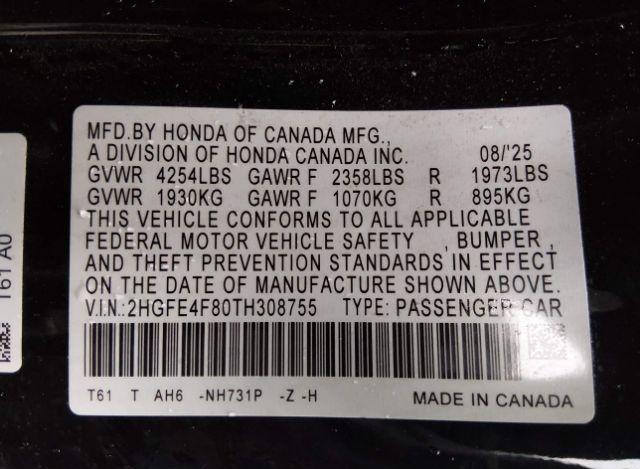 MFD.BY HONDA OF CANADA MFG.,
A DIVISION OF HONDA CANADA INC. 08/'25
GVWR 4254LBS GAWR F 2358LBS R 1973LBS
GVWR 1930KG GAWR F 1070KG R 895KG
THIS VEHICLE CONFORMS TO ALL APPLICABLE
FEDERAL MOTOR VEHICLE SAFETY , BUMPER ,
AND THEFT PREVENTION STANDARDS IN EFFECT
ON THE DATE OF MANUFACTURE SHOWN ABOVE.
V.I.N.:2HGFE4F80TH308755 TYPE: PASSENGER CAR
T61 T AH6 -NH731P -Z -H MADE IN CANADA
T61 A0